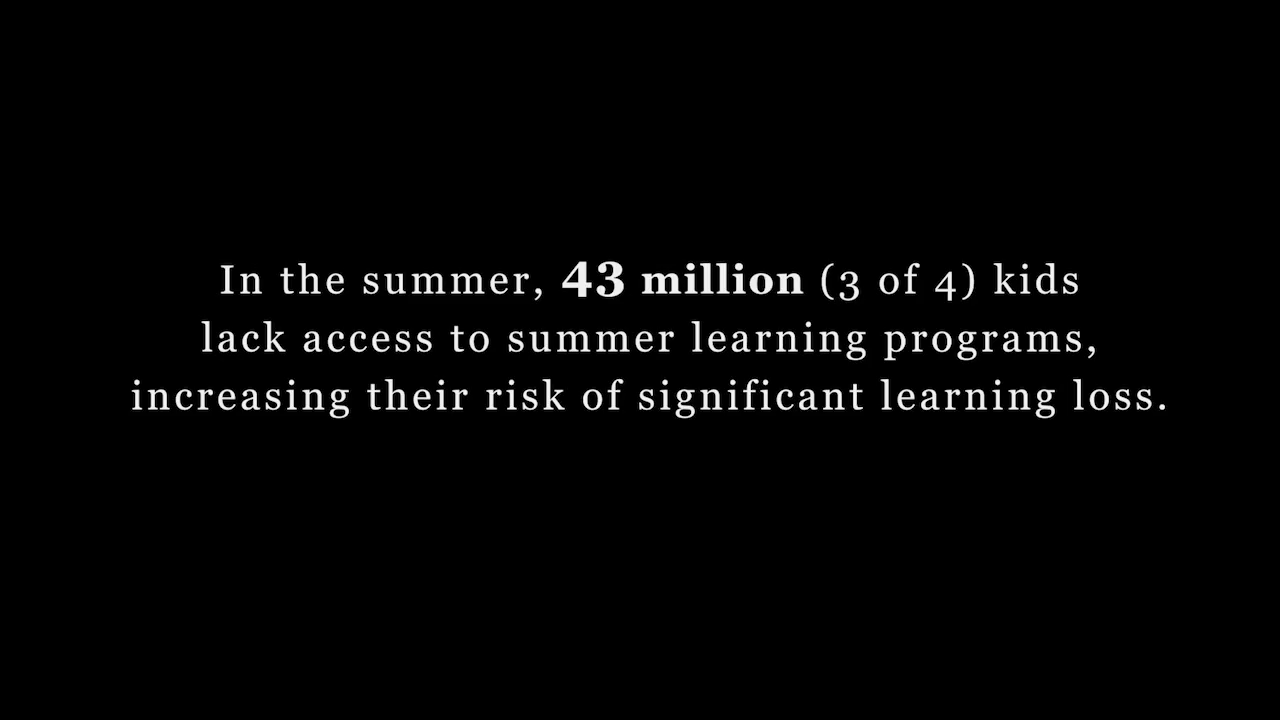 In the summer, 43 million (3 of 4) kids
lack access to summer learning programs,
increasing their risk of significant learning loss.